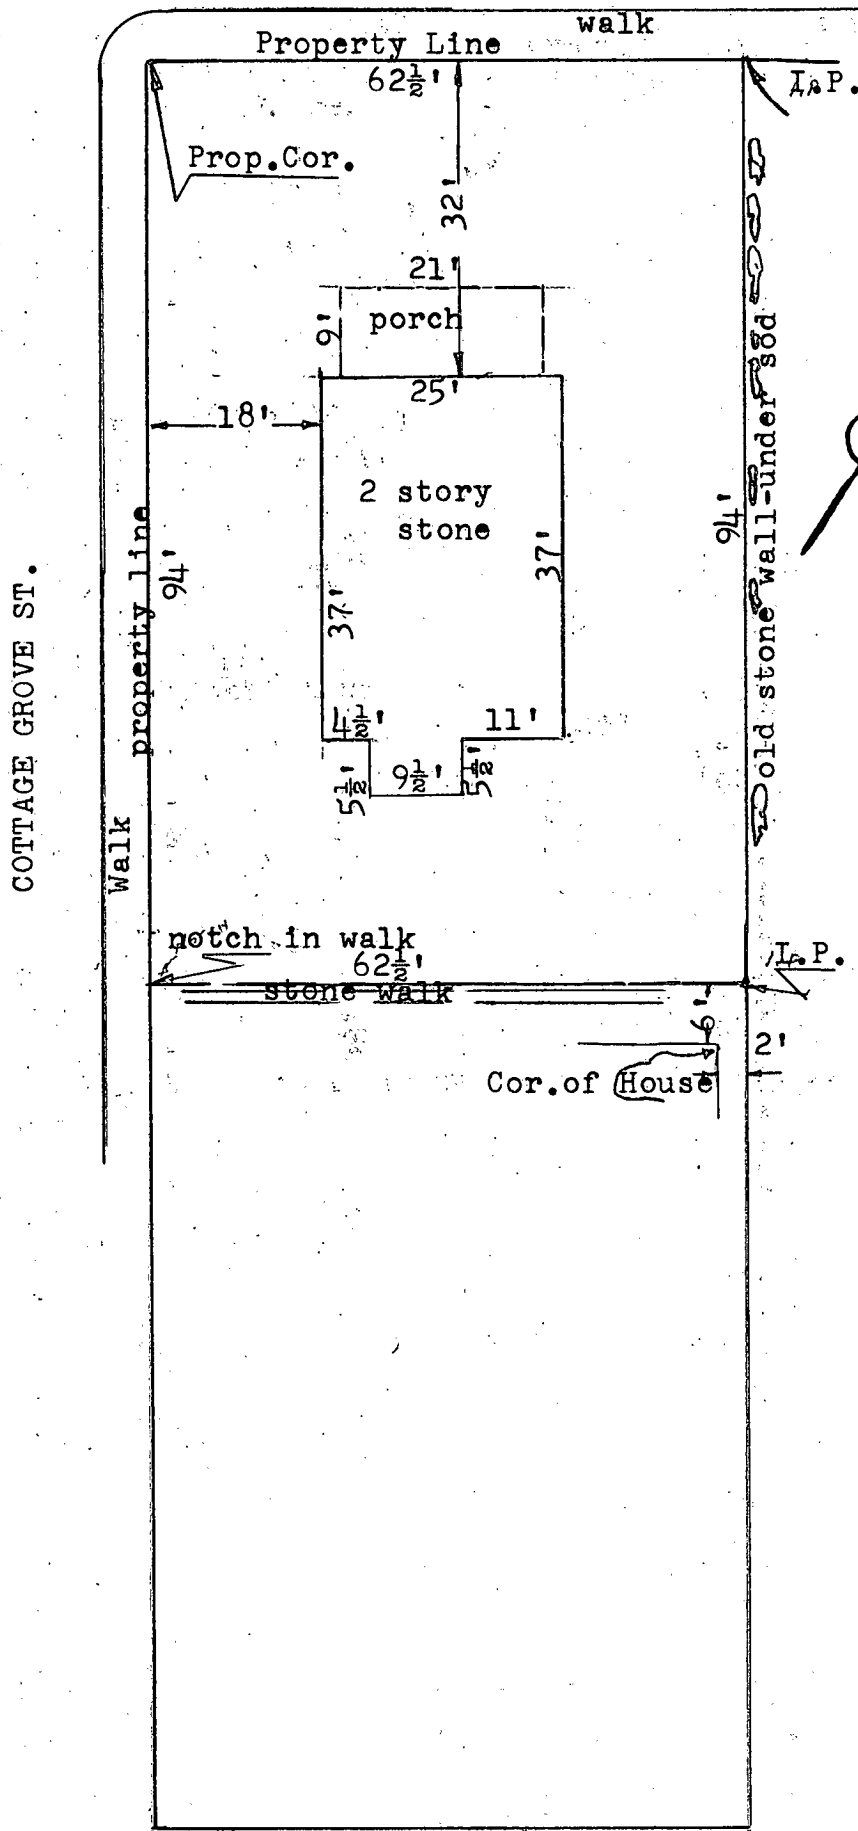 walk
Property Line
62½'
I.P.
Prop.Cor.
32'
21'
porch
9'
25'
18'
2 story
stone
37'
37'
94'
property line
94'
old stone wall-under sod
COTTAGE GROVE ST.
Walk
4½'
11'
5½'
9½'
5½'
notch in walk
62½'
stone walk
I.P.
6'
2'
Cor.of House